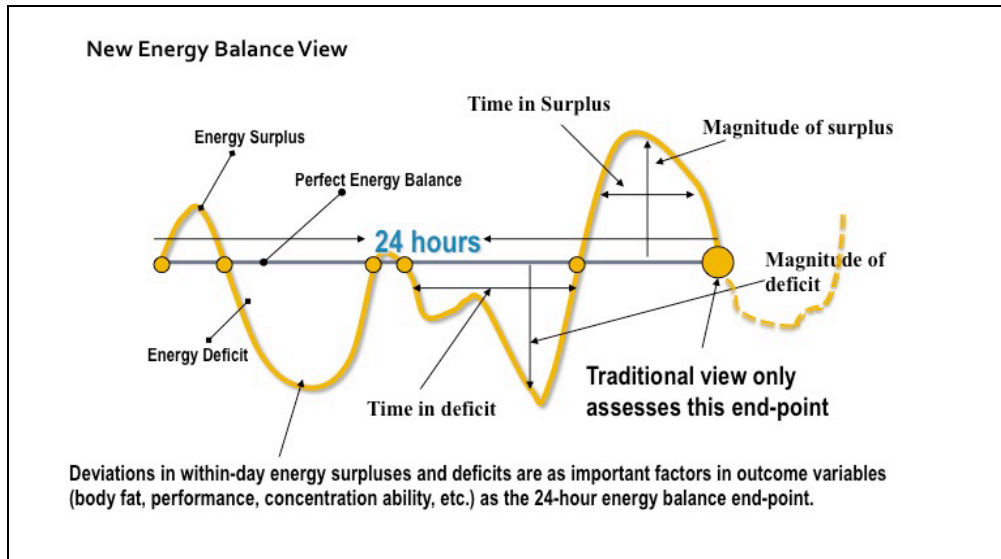 New Energy Balance View
Time in Surplus
Magnitude of surplus
Energy Surplus
Perfect Energy Balance
24 hours
Magnitude of
deficit
Energy Deficit
Time in deficit
Traditional view only
assesses this end-point
Deviations in within-day energy surpluses and deficits are as important factors in outcome variables
(body fat, performance, concentration ability, etc.) as the 24-hour energy balance end-point.